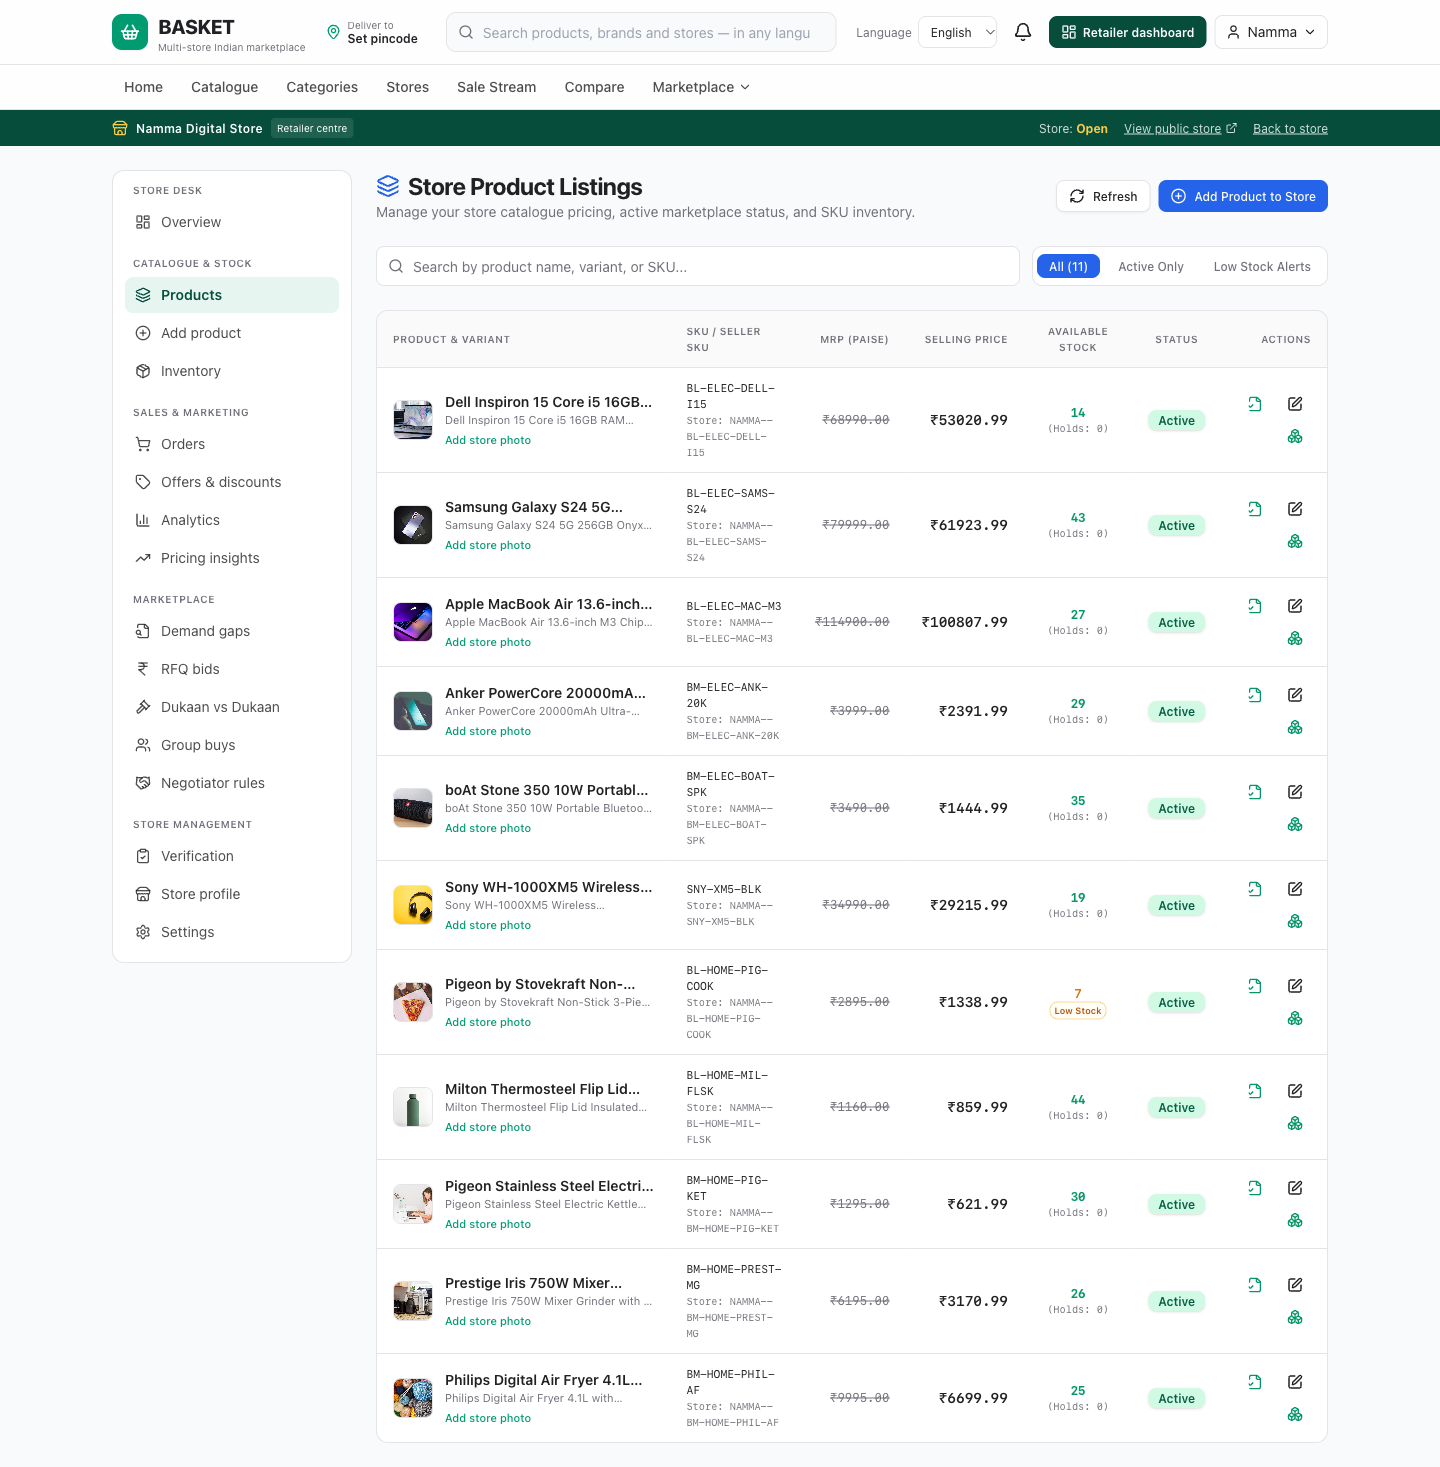 BASKET
Multi-store Indian marketplace
Deliver to
Set pincode
Search products, brands and stores — in any langu
Language
English
Retailer dashboard
Namma
Home
Catalogue
Categories
Stores
Sale Stream
Compare
Marketplace
Namma Digital Store
Retailer centre
Store: Open
View public store
Back to store
STORE DESK
Overview
CATALOGUE & STOCK
Products
Add product
Inventory
SALES & MARKETING
Orders
Offers & discounts
Analytics
Pricing insights
MARKETPLACE
Demand gaps
RFQ bids
Dukaan vs Dukaan
Group buys
Negotiator rules
STORE MANAGEMENT
Verification
Store profile
Settings
Store Product Listings
Manage your store catalogue pricing, active marketplace status, and SKU inventory.
Refresh
Add Product to Store
Search by product name, variant, or SKU...
All (11)
Active Only
Low Stock Alerts
PRODUCT & VARIANT
SKU / SELLER
SKU
MRP (PAISE)
SELLING PRICE
AVAILABLE
STOCK
STATUS
ACTIONS
Dell Inspiron 15 Core i5 16GB...
Dell Inspiron 15 Core i5 16GB RAM...
Add store photo
BL-ELEC-DELL-
I15
Store: NAMMA--
BL-ELEC-DELL-
I15
₹68990.00
₹53020.99
14
(Holds: 0)
Active
Samsung Galaxy S24 5G...
Samsung Galaxy S24 5G 256GB Onyx...
Add store photo
BL-ELEC-SAMS-
S24
Store: NAMMA--
BL-ELEC-SAMS-
S24
₹79999.00
₹61923.99
43
(Holds: 0)
Active
Apple MacBook Air 13.6-inch...
Apple MacBook Air 13.6-inch M3 Chip...
Add store photo
BL-ELEC-MAC-M3
Store: NAMMA--
BL-ELEC-MAC-M3
₹114900.00
₹100807.99
27
(Holds: 0)
Active
Anker PowerCore 20000mA...
Anker PowerCore 20000mAh Ultra-...
Add store photo
BM-ELEC-ANK-
20K
Store: NAMMA--
BM-ELEC-ANK-20K
₹3999.00
₹2391.99
29
(Holds: 0)
Active
boAt Stone 350 10W Portabl...
boAt Stone 350 10W Portable Bluetoo...
Add store photo
BM-ELEC-BOAT-
SPK
Store: NAMMA--
BM-ELEC-BOAT-
SPK
₹3490.00
₹1444.99
35
(Holds: 0)
Active
Sony WH-1000XM5 Wireless...
Sony WH-1000XM5 Wireless...
Add store photo
SNY-XM5-BLK
Store: NAMMA--
SNY-XM5-BLK
₹34990.00
₹29215.99
19
(Holds: 0)
Active
Pigeon by Stovekraft Non-...
Pigeon by Stovekraft Non-Stick 3-Pie...
Add store photo
BL-HOME-PIG-
COOK
Store: NAMMA--
BL-HOME-PIG-
COOK
₹2895.00
₹1338.99
7
Low Stock
Active
Milton Thermosteel Flip Lid...
Milton Thermosteel Flip Lid Insulated...
Add store photo
BL-HOME-MIL-
FLSK
Store: NAMMA--
BL-HOME-MIL-
FLSK
₹1160.00
₹859.99
44
(Holds: 0)
Active
Pigeon Stainless Steel Electri...
Pigeon Stainless Steel Electric Kettle...
Add store photo
BM-HOME-PIG-
KET
Store: NAMMA--
BM-HOME-PIG-KET
₹1295.00
₹621.99
30
(Holds: 0)
Active
Prestige Iris 750W Mixer...
Prestige Iris 750W Mixer Grinder with ...
Add store photo
BM-HOME-PREST-
MG
Store: NAMMA--
BM-HOME-PREST-
MG
₹6195.00
₹3170.99
26
(Holds: 0)
Active
Philips Digital Air Fryer 4.1L...
Philips Digital Air Fryer 4.1L with...
Add store photo
BM-HOME-PHIL-
AF
Store: NAMMA--
BM-HOME-PHIL-AF
₹9995.00
₹6699.99
25
(Holds: 0)
Active